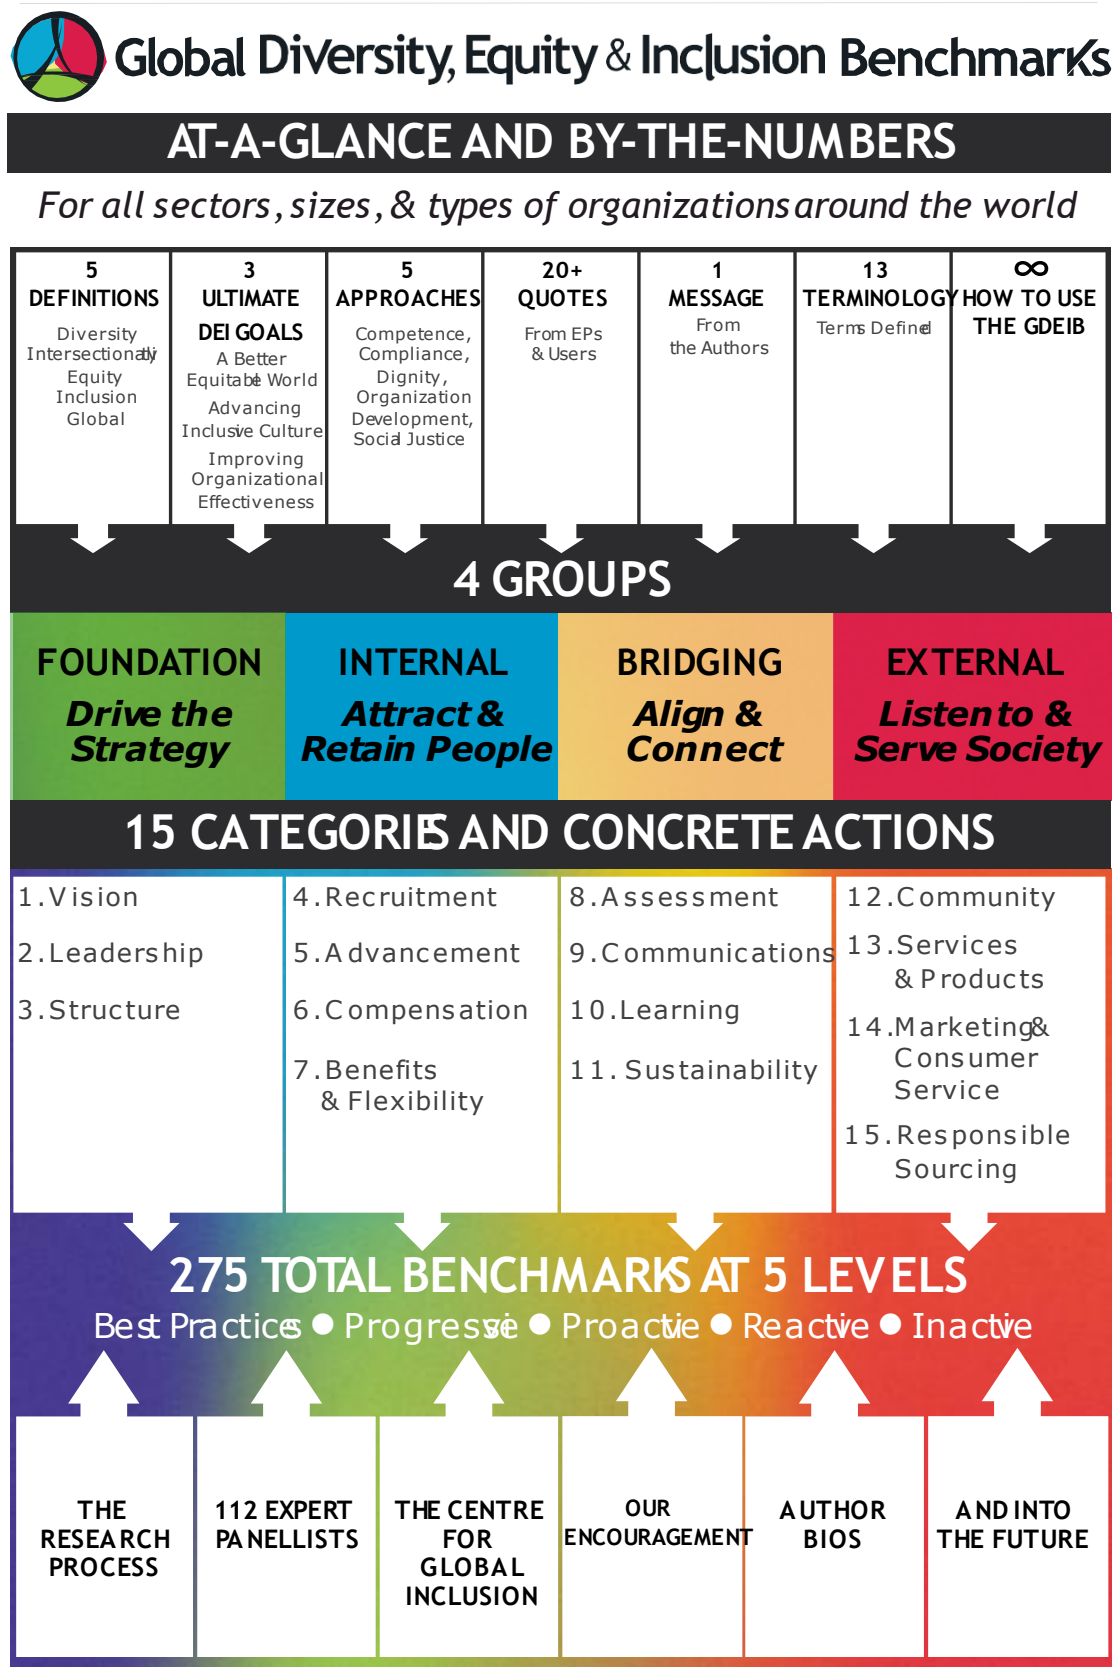 Global Diversity, Equity & Inclusion Benchmarks
AT-A-GLANCE AND BY-THE-NUMBERS
For all sectors, sizes, & types of organizations around the world
5
DEFINITIONS
Diversity
Intersectionality
Equity
Inclusion
Global
3
ULTIMATE
DEI GOALS
A Better
Equitable World
Advancing
Inclusive Culture
Improving
Organizational
Effectiveness
5
APPROACHES
Competence,
Compliance,
Dignity,
Organization
Development,
Social Justice
20+
QUOTES
From EPs
& Users
1
MESSAGE
From
the Authors
13
TERMINOLOGY
Terms Defined
∞
HOW TO USE
THE GDEIB
4 GROUPS
FOUNDATION
Drive the
Strategy
INTERNAL
Attract &
Retain People
BRIDGING
Align &
Connect
EXTERNAL
Listen to &
Serve Society
15 CATEGORIES AND CONCRETE ACTIONS
1. Vision
2. Leadership
3. Structure
4. Recruitment
5. Advancement
6. Compensation
7. Benefits
& Flexibility
8. Assessment
9. Communications
10. Learning
11. Sustainability
12. Community
13. Services
& Products
14. Marketing &
Consumer
Service
15. Responsible
Sourcing
275 TOTAL BENCHMARKS AT 5 LEVELS
Best Practices ● Progressive ● Proactive ● Reactive ● Inactive
THE
RESEARCH
PROCESS
112 EXPERT
PANELLISTS
THE CENTRE
FOR
GLOBAL
INCLUSION
OUR
ENCOURAGEMENT
AUTHOR
BIOS
AND INTO
THE FUTURE